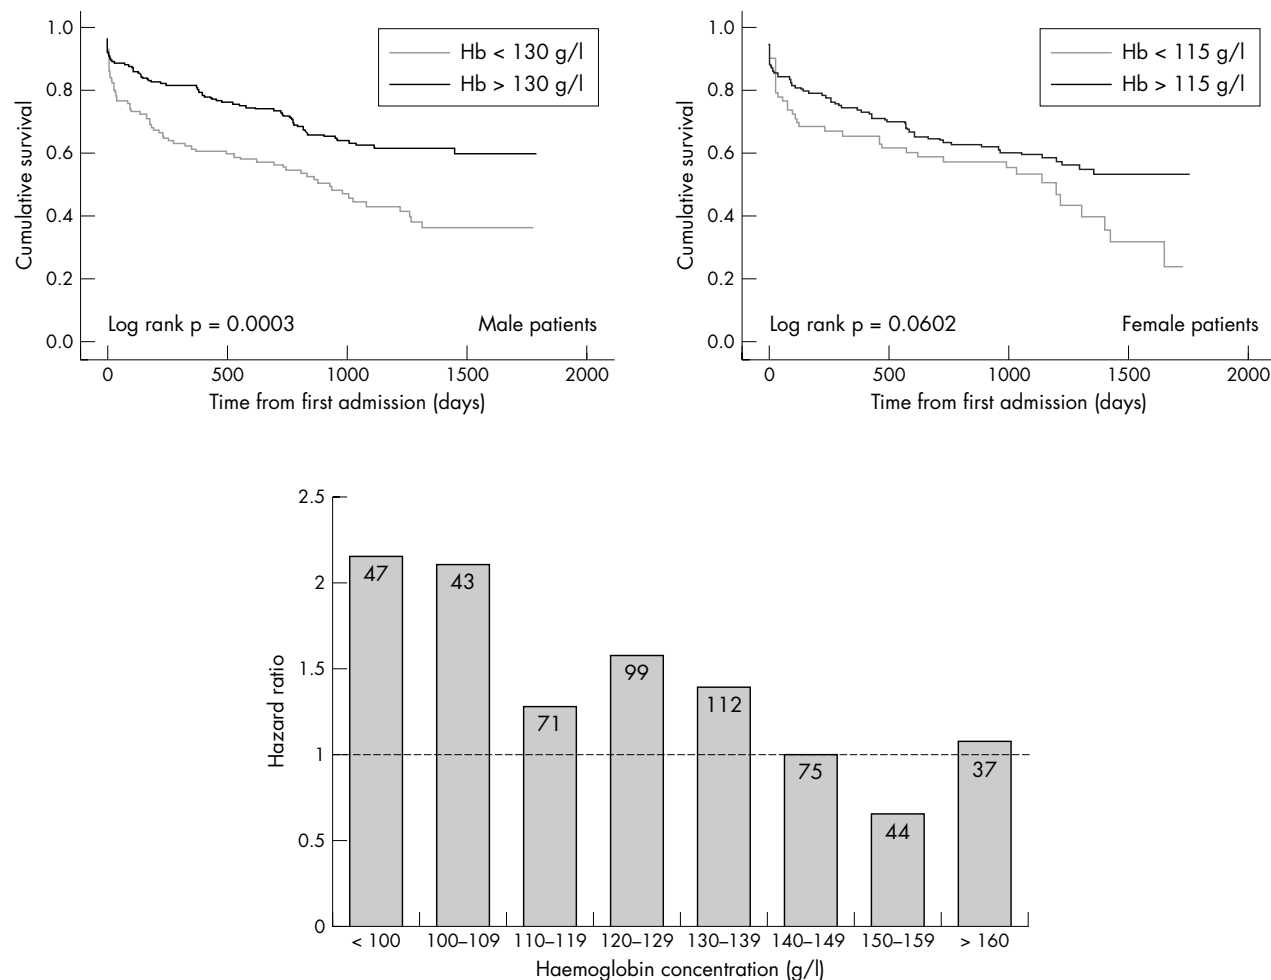 1.0
0.8
0.6
0.4
0.2
0.0
Cumulative survival
Hb < 130 g/l
Hb > 130 g/l
Log rank p = 0.0003
Male patients
0 500 1000 1500 2000
Time from first admission (days)
1.0
0.8
0.6
0.4
0.2
0.0
Cumulative survival
Hb < 115 g/l
Hb > 115 g/l
Log rank p = 0.0602
Female patients
0 500 1000 1500 2000
Time from first admission (days)
2.5
2
1.5
1
0.5
0
Hazard ratio
47
43
71
99
112
75
44
37
< 100 100–109 110–119 120–129 130–139 140–149 150–159 > 160
Haemoglobin concentration (g/l)